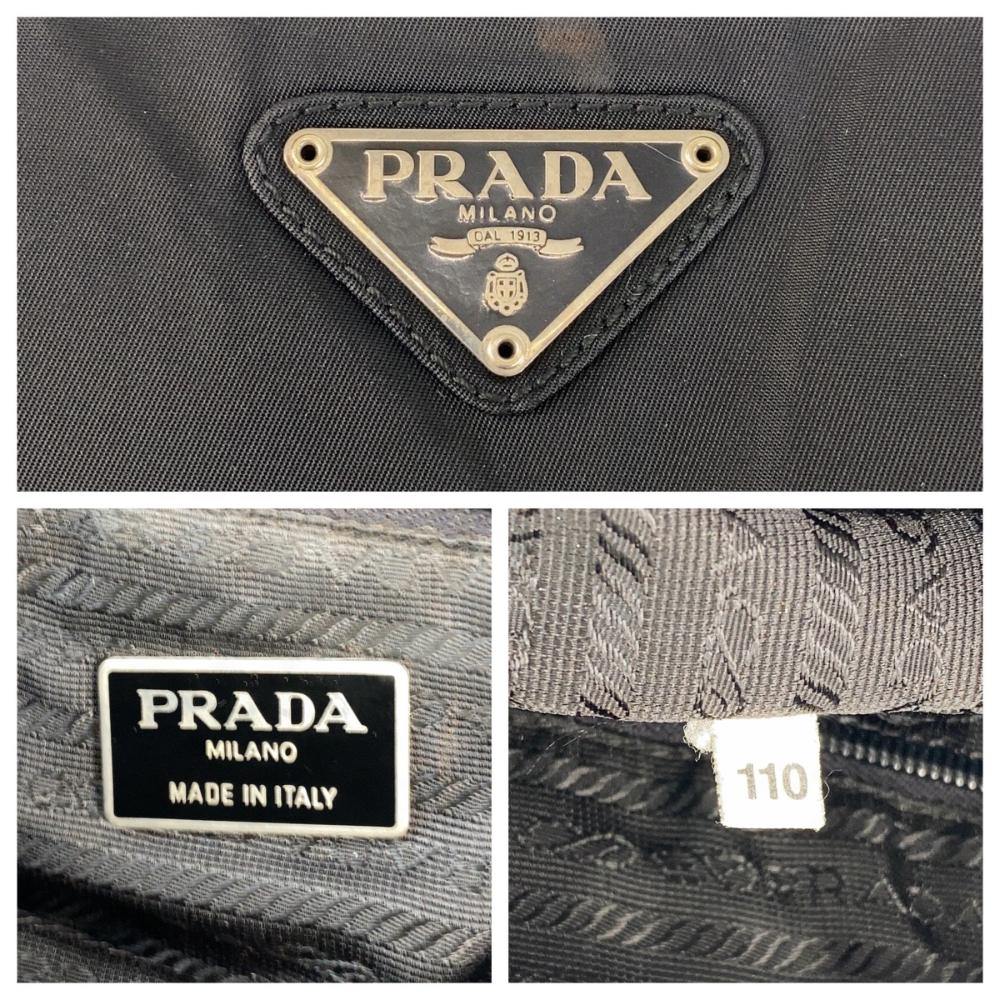 PRADA
MILANO
DAL 1913
PRADA
MILANO
MADE IN ITALY
110